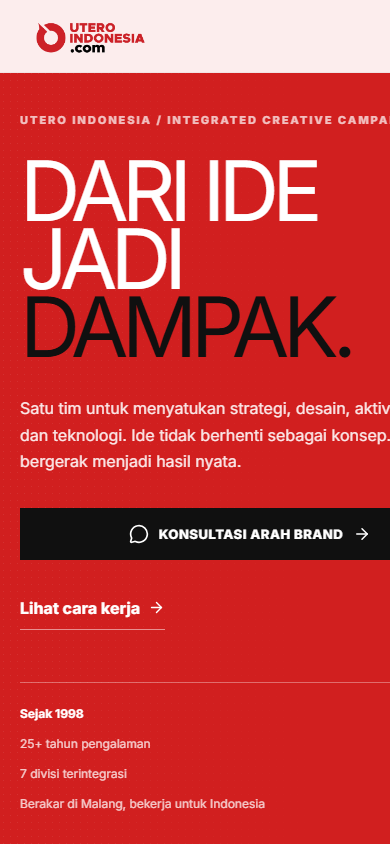 UTERO
INDONESIA
.com
UTERO INDONESIA / INTEGRATED CREATIVE
DARI IDE
JADI
DAMPAK.
Satu tim untuk menyatukan strategi, desain,
dan teknologi. Ide tidak berhenti sebagai konsep.
bergerak menjadi hasil nyata.
KONSULTASI ARAH BRAND
Lihat cara kerja
Sejak 1998
25+ tahun pengalaman
7 divisi terintegrasi
Berakar di Malang, bekerja untuk Indonesia